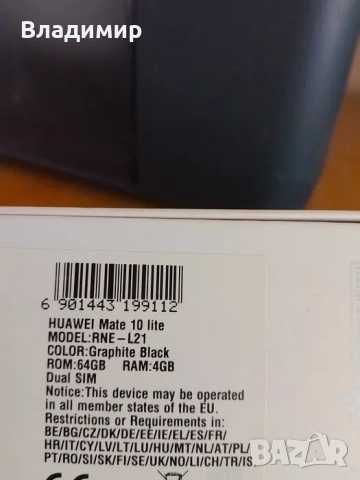 Владимир
6 901443 199112
HUAWEI Mate 10 lite
MODEL:RNE-L21
COLOR:Graphite Black
ROM:64GB RAM:4GB
Dual SIM
Notice:This device may be operated
in all member states of the EU.
Restrictions or Requirements in:
BE/BG/CZ/DK/DE/EE/IE/EL/ES/FR/
HR/IT/CY/LV/LT/LU/HU/MT/NL/AT/PL/
PT/RO/SI/SK/FI/SE/UK/NO/LI/CH/TR/IS
BAZAR